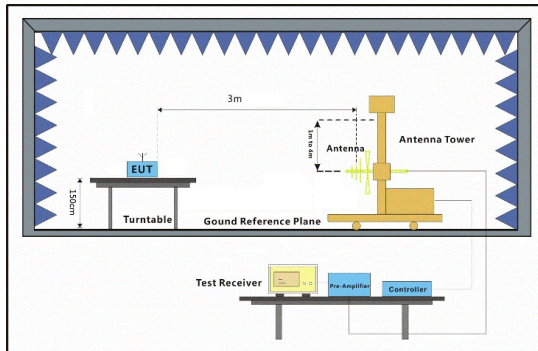 3m
1m to 4m
Antenna
Antenna Tower
EUT
150cm
Turntable
Gound Reference Plane
Test Receiver
Pre-Amplifier
Controller